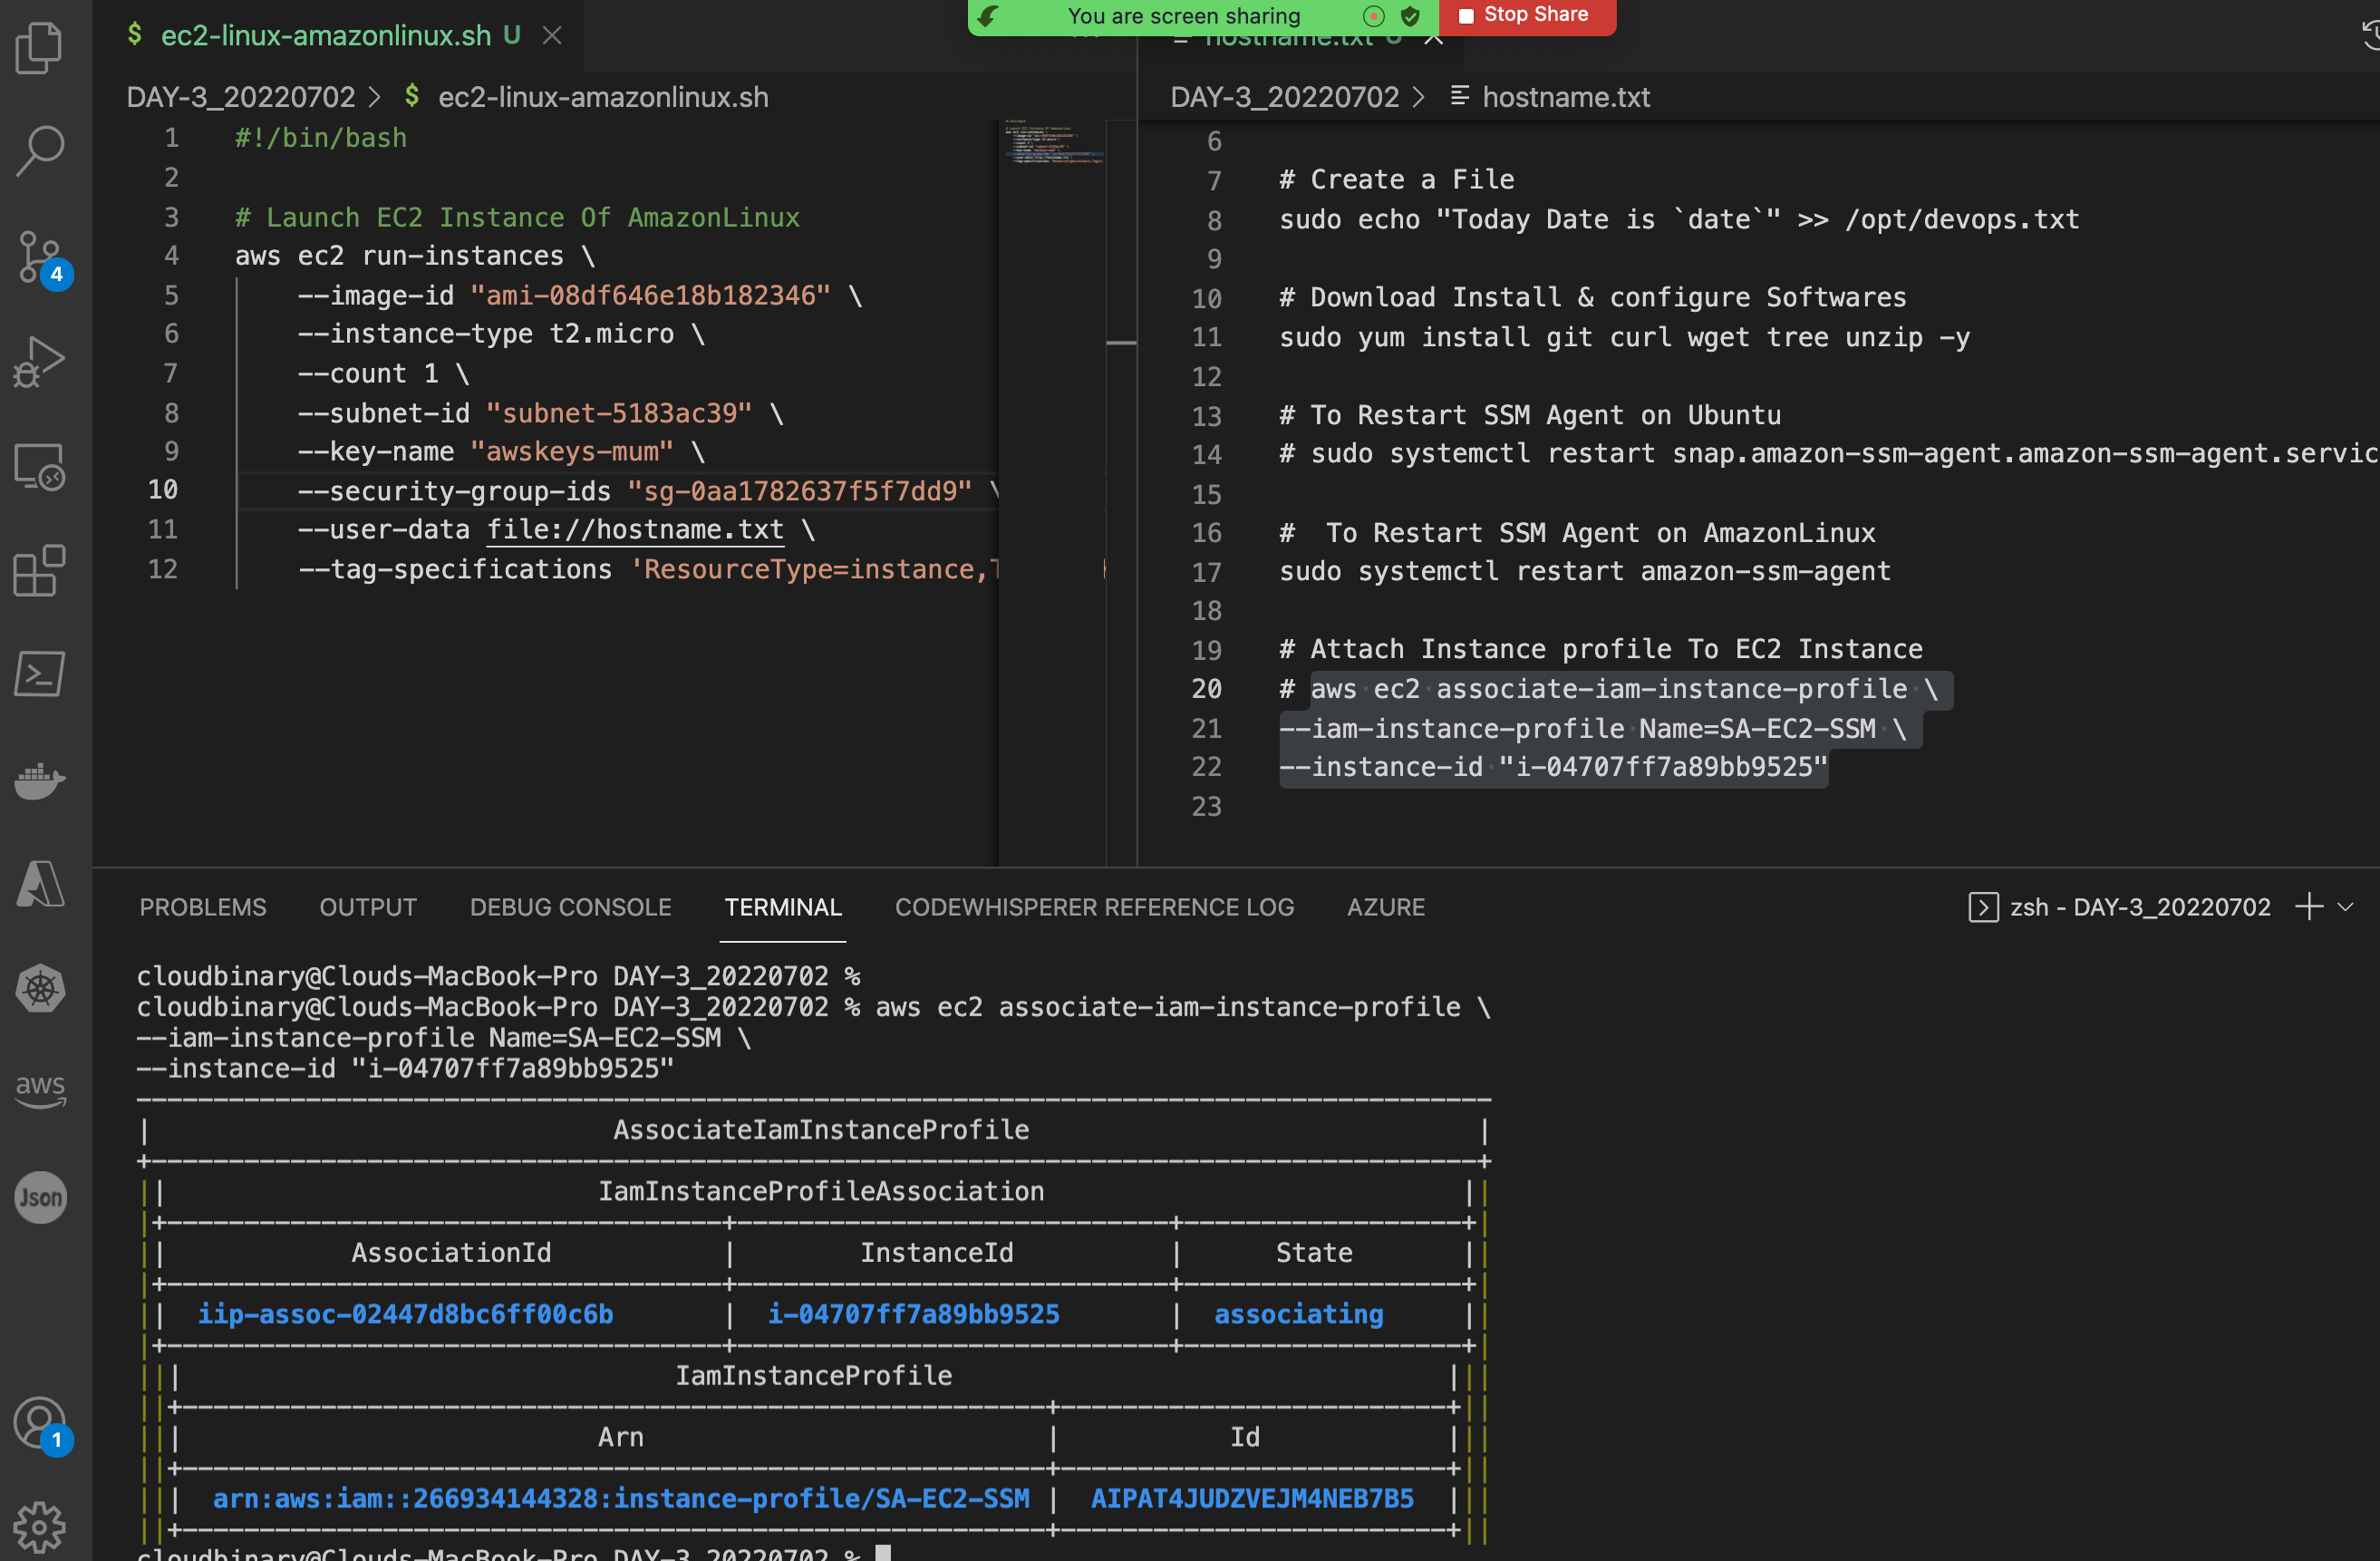 You are screen sharing
Stop Share
$ ec2-linux-amazonlinux.sh U
hostname.txt U
DAY-3_20220702 > $ ec2-linux-amazonlinux.sh
1 #!/bin/bash
2
3 # Launch EC2 Instance Of AmazonLinux
4 aws ec2 run-instances \
5 --image-id "ami-08df646e18b182346" \
6 --instance-type t2.micro \
7 --count 1 \
8 --subnet-id "subnet-5183ac39" \
9 --key-name "awskeys-mum" \
10 --security-group-ids "sg-0aa1782637f5f7dd9" \
11 --user-data file://hostname.txt \
12 --tag-specifications 'ResourceType=instance,T
DAY-3_20220702 > hostname.txt
6
7 # Create a File
8 sudo echo "Today Date is `date`" >> /opt/devops.txt
9
10 # Download Install & configure Softwares
11 sudo yum install git curl wget tree unzip -y
12
13 # To Restart SSM Agent on Ubuntu
14 # sudo systemctl restart snap.amazon-ssm-agent.amazon-ssm-agent.servic
15
16 #  To Restart SSM Agent on AmazonLinux
17 sudo systemctl restart amazon-ssm-agent
18
19 # Attach Instance profile To EC2 Instance
20 # aws ec2 associate-iam-instance-profile \
21 --iam-instance-profile Name=SA-EC2-SSM \
22 --instance-id "i-04707ff7a89bb9525"
23
4
aws
Json
1
PROBLEMS OUTPUT DEBUG CONSOLE TERMINAL CODEWHISPERER REFERENCE LOG AZURE
zsh - DAY-3_20220702
cloudbinary@Clouds-MacBook-Pro DAY-3_20220702 %
cloudbinary@Clouds-MacBook-Pro DAY-3_20220702 % aws ec2 associate-iam-instance-profile \
--iam-instance-profile Name=SA-EC2-SSM \
--instance-id "i-04707ff7a89bb9525"
AssociateIamInstanceProfile
IamInstanceProfileAssociation
AssociationId | InstanceId | State
iip-assoc-02447d8bc6ff00c6b | i-04707ff7a89bb9525 | associating
IamInstanceProfile
Arn | Id
arn:aws:iam::266934144328:instance-profile/SA-EC2-SSM | AIPAT4JUDZVEJM4NEB7B5
cloudbinary@Clouds-MacBook-Pro DAY-3_20220702 %